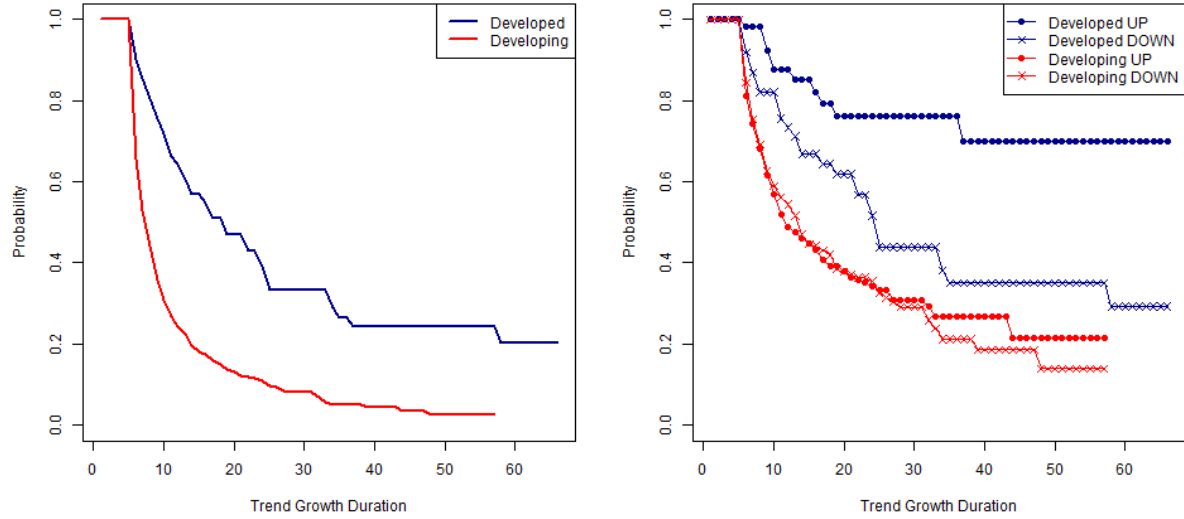 Developed
Developing
Probability
0.0
0.2
0.4
0.6
0.8
1.0
0
10
20
30
40
50
60
Trend Growth Duration
Developed UP
Developed DOWN
Developing UP
Developing DOWN
Probability
0.0
0.2
0.4
0.6
0.8
1.0
0
10
20
30
40
50
60
Trend Growth Duration